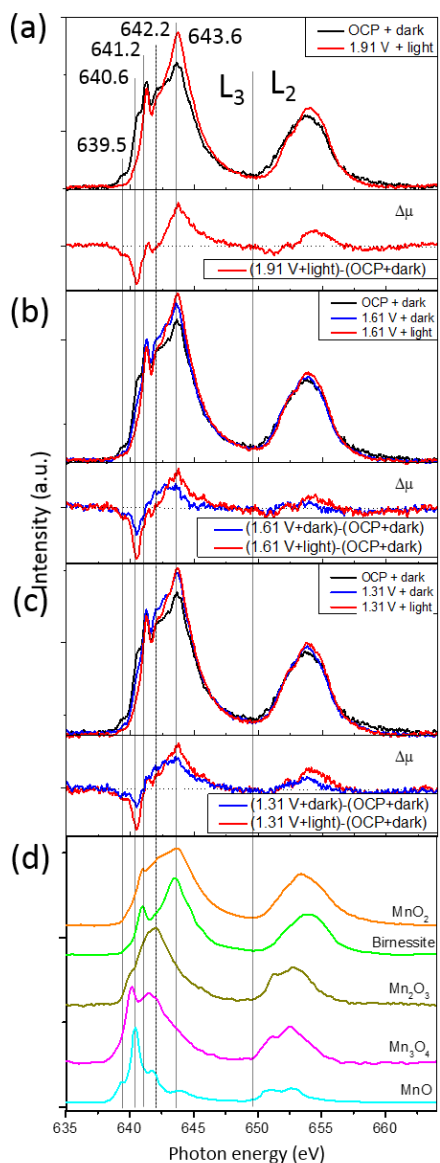 (a)
642.2
641.2
643.6
640.6
639.5
L3
L2
OCP + dark
1.91 V + light
Δμ
(1.91 V+light)-(OCP+dark)
(b)
OCP + dark
1.61 V + dark
1.61 V + light
Δμ
(1.61 V+dark)-(OCP+dark)
(1.61 V+light)-(OCP+dark)
Intensity (a.u.)
(c)
OCP + dark
1.31 V + dark
1.31 V + light
Δμ
(1.31 V+dark)-(OCP+dark)
(1.31 V+light)-(OCP+dark)
(d)
MnO2
Birnessite
Mn2O3
Mn3O4
MnO
635 640 645 650 655 660
Photon energy (eV)